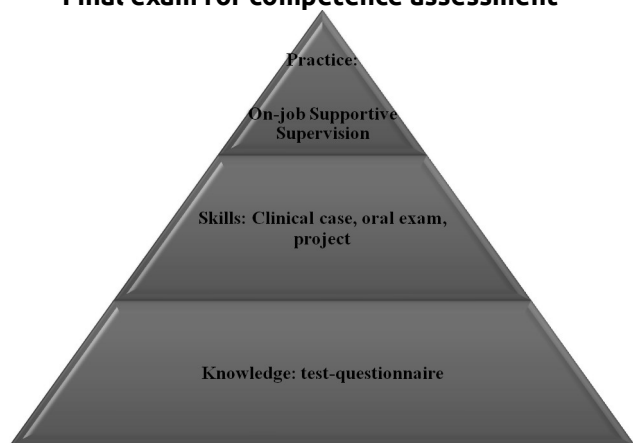 Final exam for competence assessment
Practice:
On-job Supportive
Supervision
Skills: Clinical case, oral exam,
project
Knowledge: test-questionnaire